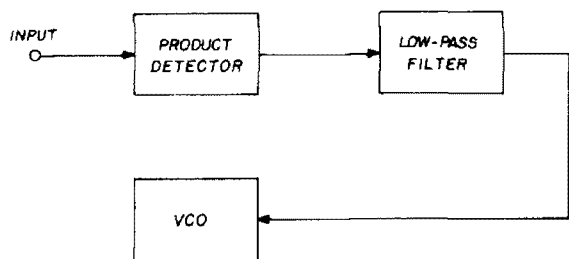 INPUT
PRODUCT
DETECTOR
LOW-PASS
FILTER
VCO